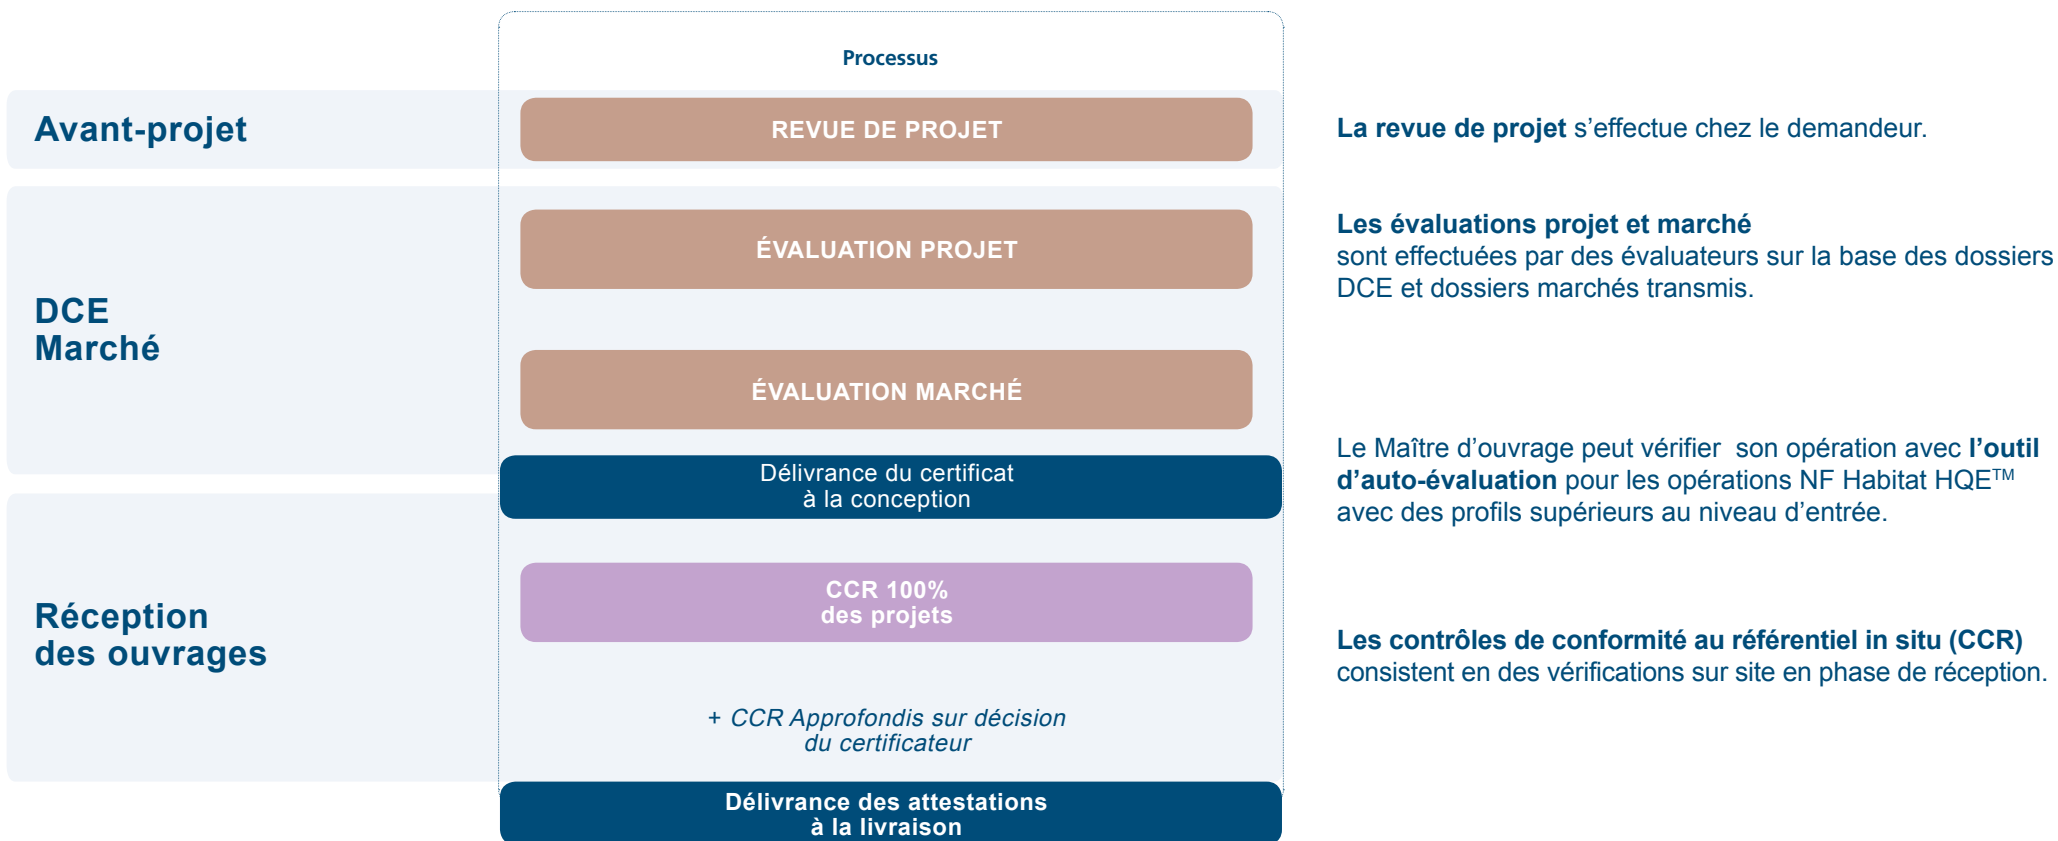 Processus
Avant-projet
REVUE DE PROJET
La revue de projet s’effectue chez le demandeur.
DCE
Marché
ÉVALUATION PROJET
Les évaluations projet et marché
sont effectuées par des évaluateurs sur la base des dossiers
DCE et dossiers marchés transmis.
ÉVALUATION MARCHÉ
Délivrance du certificat
à la conception
Le Maître d’ouvrage peut vérifier  son opération avec l’outil
d’auto-évaluation pour les opérations NF Habitat HQE™
avec des profils supérieurs au niveau d’entrée.
Réception
des ouvrages
CCR 100%
des projets
Les contrôles de conformité au référentiel in situ (CCR)
consistent en des vérifications sur site en phase de réception.
+ CCR Approfondis sur décision
du certificateur
Délivrance des attestations
à la livraison